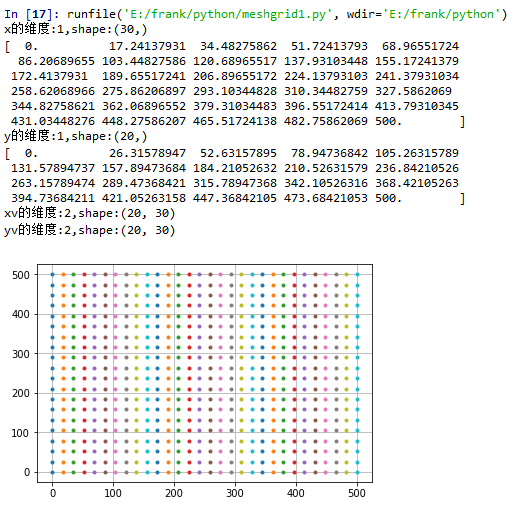 In [17]: runfile('E:/frank/python/meshgrid1.py', wdir='E:/frank/python')
x的维度:1,shape:(30,)
[  0.          17.24137931  34.48275862  51.72413793  68.96551724
  86.20689655 103.44827586 120.68965517 137.93103448 155.17241379
 172.4137931  189.65517241 206.89655172 224.13793103 241.37931034
 258.62068966 275.86206897 293.10344828 310.34482759 327.5862069
 344.82758621 362.06896552 379.31034483 396.55172414 413.79310345
 431.03448276 448.27586207 465.51724138 482.75862069 500.        ]
y的维度:1,shape:(20,)
[  0.          26.31578947  52.63157895  78.94736842 105.26315789
 131.57894737 157.89473684 184.21052632 210.52631579 236.84210526
 263.15789474 289.47368421 315.78947368 342.10526316 368.42105263
 394.73684211 421.05263158 447.36842105 473.68421053 500.        ]
xv的维度:2,shape:(20, 30)
yv的维度:2,shape:(20, 30)
500
400
300
200
100
0
0 100 200 300 400 500